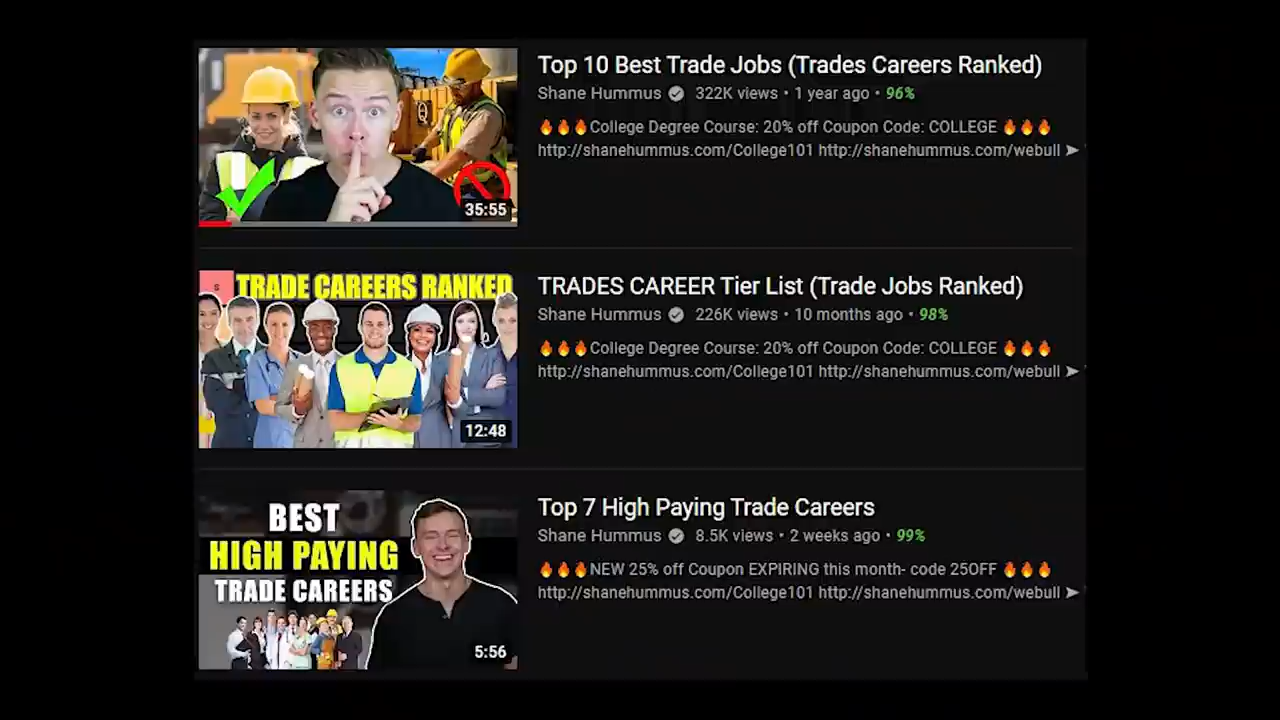 Top 10 Best Trade Jobs (Trades Careers Ranked)
Shane Hummus 322K views • 1 year ago • 96%
🔥🔥🔥College Degree Course: 20% off Coupon Code: COLLEGE 🔥🔥🔥
http://shanehummus.com/College101 http://shanehummus.com/webull ➤
35:55
S
TRADE CAREERS RANKED
12:48
TRADES CAREER Tier List (Trade Jobs Ranked)
Shane Hummus 226K views • 10 months ago • 98%
🔥🔥🔥College Degree Course: 20% off Coupon Code: COLLEGE 🔥🔥🔥
http://shanehummus.com/College101 http://shanehummus.com/webull ➤
BEST
HIGH PAYING
TRADE CAREERS
5:56
Top 7 High Paying Trade Careers
Shane Hummus 8.5K views • 2 weeks ago • 99%
🔥🔥🔥NEW 25% off Coupon EXPIRING this month- code 25OFF 🔥🔥🔥
http://shanehummus.com/College101 http://shanehummus.com/webull ➤